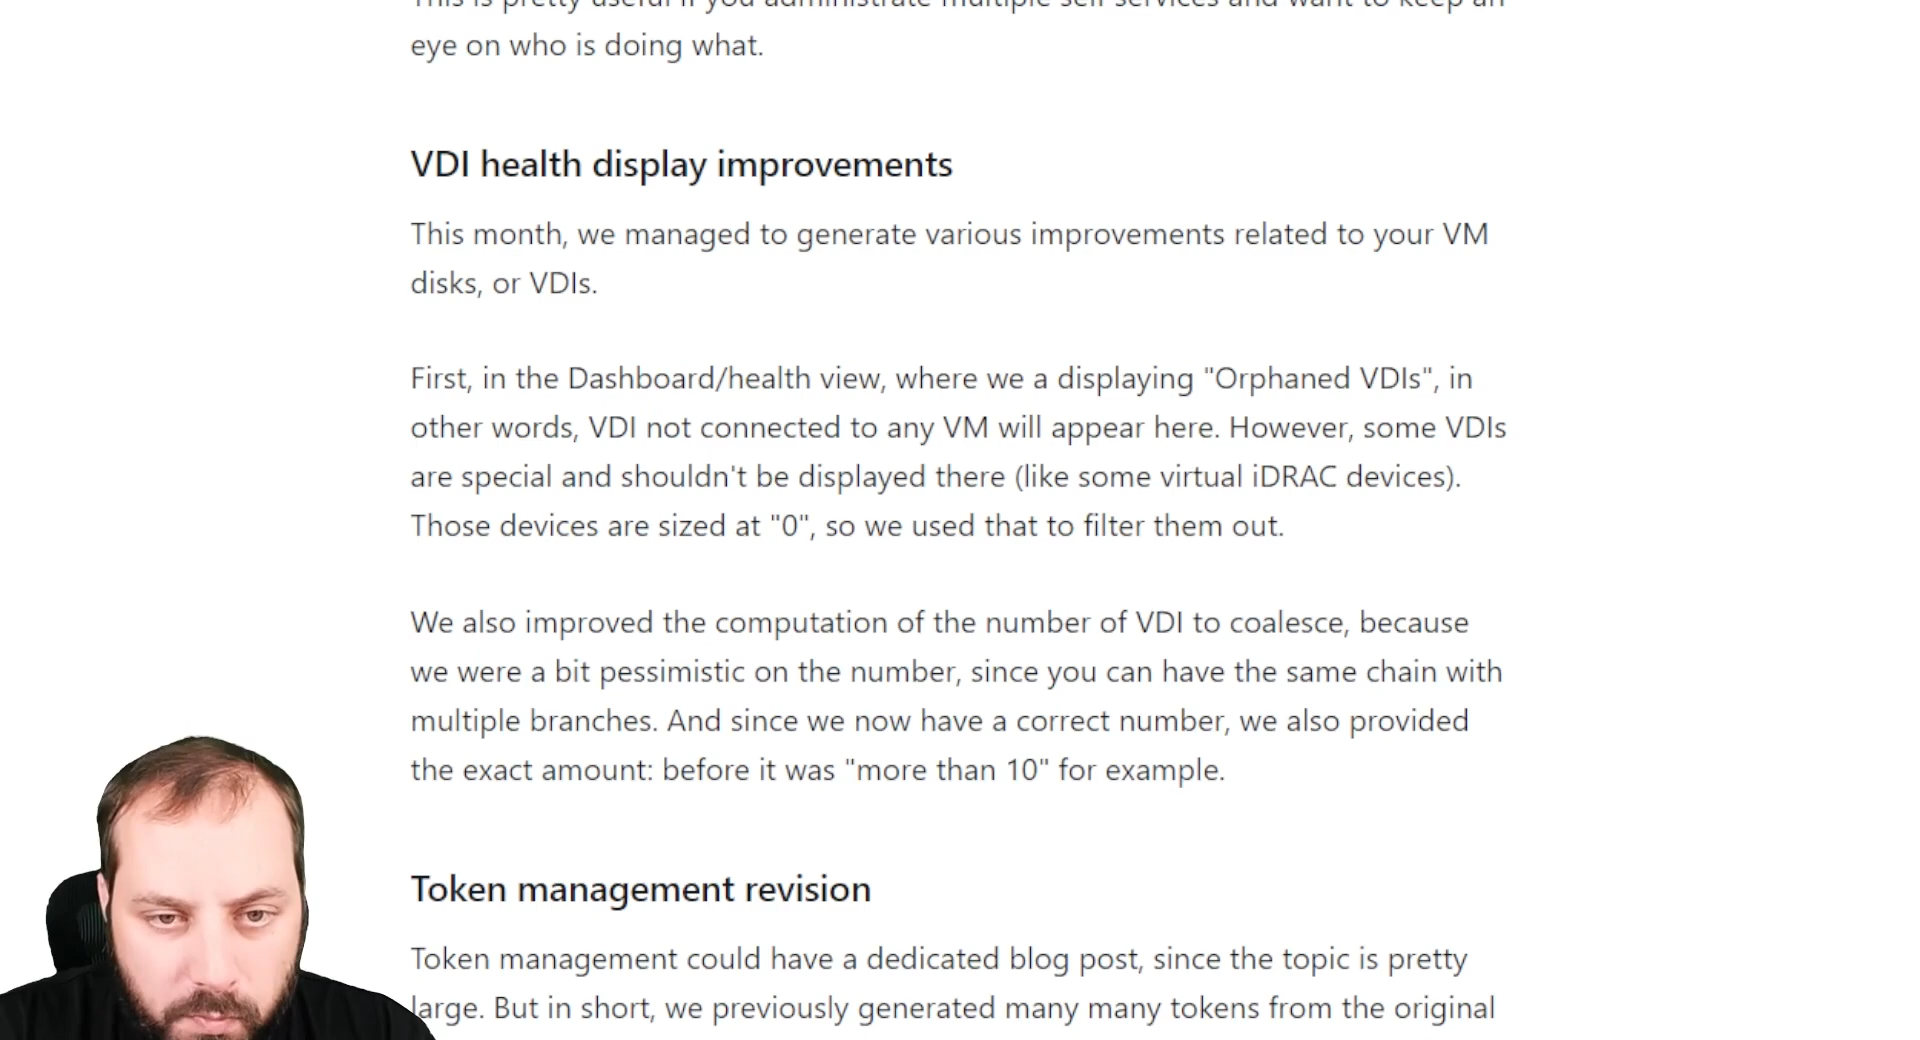 This is pretty useful if you administrate multiple self services and want to keep an
eye on who is doing what.
VDI health display improvements
This month, we managed to generate various improvements related to your VM
disks, or VDIs.
First, in the Dashboard/health view, where we a displaying "Orphaned VDIs", in
other words, VDI not connected to any VM will appear here. However, some VDIs
are special and shouldn't be displayed there (like some virtual iDRAC devices).
Those devices are sized at "0", so we used that to filter them out.
We also improved the computation of the number of VDI to coalesce, because
we were a bit pessimistic on the number, since you can have the same chain with
multiple branches. And since we now have a correct number, we also provided
the exact amount: before it was "more than 10" for example.
Token management revision
Token management could have a dedicated blog post, since the topic is pretty
large. But in short, we previously generated many many tokens from the original